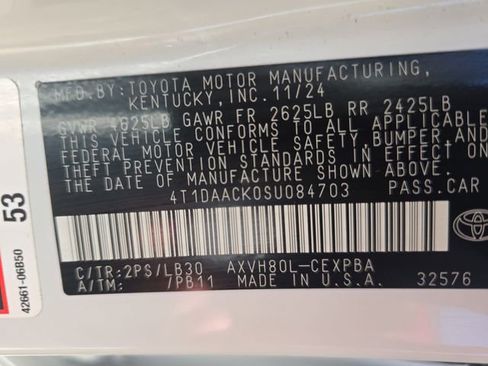 MFD.BY: TOYOTA MOTOR MANUFACTURING,
KENTUCKY, INC. 11/24
GVWR 4625LB GAWR FR 2625LB RR 2425LB
THIS VEHICLE CONFORMS TO ALL APPLICABLE
FEDERAL MOTOR VEHICLE SAFETY, BUMPER, AND
THEFT PREVENTION STANDARDS IN EFFECT ON
THE DATE OF MANUFACTURE SHOWN ABOVE.
4T1DAACK0SU084703 PASS.CAR
C/TR:2PS/LB30 AXVH80L-CEXPBA
A/TM: /PB11 MADE IN U.S.A. 32576
TOYOTA
53
42661-06B50